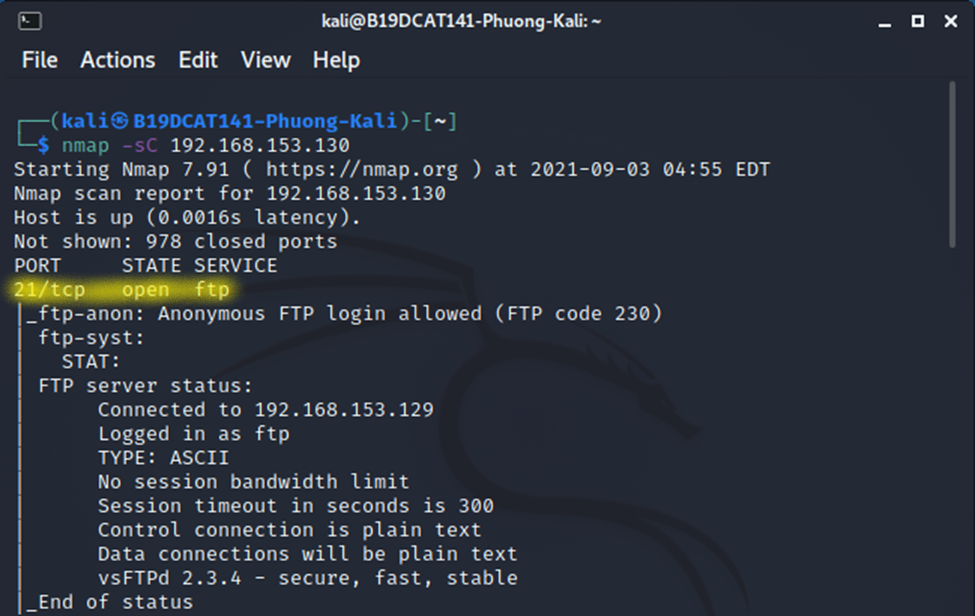 kali@B19DCAT141-Phuong-Kali: ~
File Actions Edit View Help
┌──(kali㉿B19DCAT141-Phuong-Kali)-[~]
└─$ nmap -sC 192.168.153.130
Starting Nmap 7.91 ( https://nmap.org ) at 2021-09-03 04:55 EDT
Nmap scan report for 192.168.153.130
Host is up (0.0016s latency).
Not shown: 978 closed ports
PORT     STATE SERVICE
21/tcp   open  ftp
|_ftp-anon: Anonymous FTP login allowed (FTP code 230)
| ftp-syst:
|   STAT:
| FTP server status:
|      Connected to 192.168.153.129
|      Logged in as ftp
|      TYPE: ASCII
|      No session bandwidth limit
|      Session timeout in seconds is 300
|      Control connection is plain text
|      Data connections will be plain text
|      vsFTPd 2.3.4 - secure, fast, stable
|_End of status